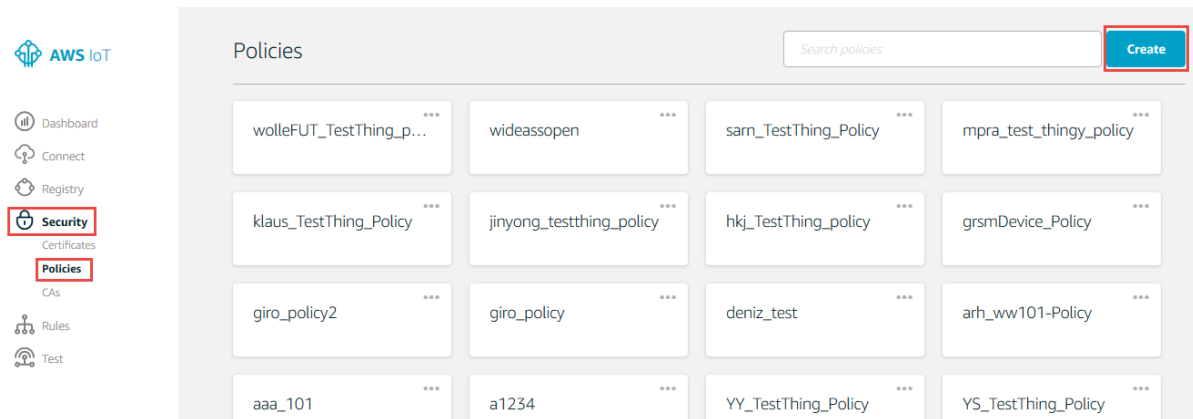 AWS IoT
Dashboard
Connect
Registry
Security
Certificates
Policies
CAs
Rules
Test
Policies
Search policies
Create
wolleFUT_TestThing_p...
wideassopen
sarn_TestThing_Policy
mpra_test_thingy_policy
klaus_TestThing_Policy
jinyong_testthing_policy
hkj_TestThing_policy
grsmDevice_Policy
giro_policy2
giro_policy
deniz_test
arh_ww101-Policy
aaa_101
a1234
YY_TestThing_Policy
YS_TestThing_Policy